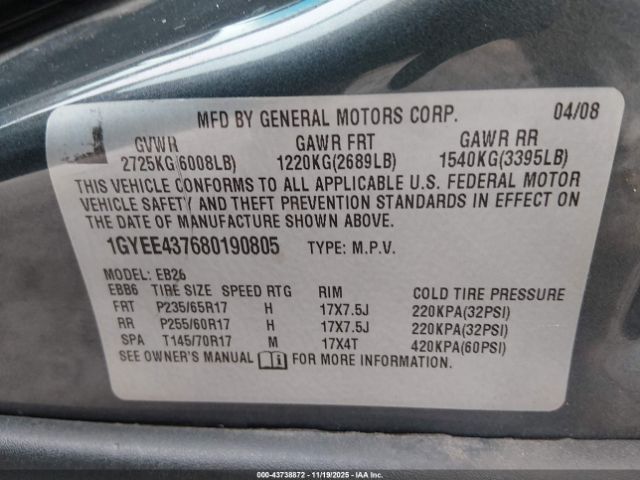 MFD BY GENERAL MOTORS CORP. 04/08
GVWR GAWR FRT GAWR RR
2725KG(6008LB) 1220KG(2689LB) 1540KG(3395LB)
THIS VEHICLE CONFORMS TO ALL APPLICABLE U.S. FEDERAL MOTOR
VEHICLE SAFETY AND THEFT PREVENTION STANDARDS IN EFFECT ON
THE DATE OF MANUFACTURE SHOWN ABOVE.
1GYEE437680190805 TYPE: M.P.V.
MODEL: EB26
EBB6 TIRE SIZE SPEED RTG RIM COLD TIRE PRESSURE
FRT P235/65R17 H 17X7.5J 220KPA(32PSI)
RR P255/60R17 H 17X7.5J 220KPA(32PSI)
SPA T145/70R17 M 17X4T 420KPA(60PSI)
SEE OWNER'S MANUAL FOR MORE INFORMATION.
000-43738872 - 11/19/2025 - IAA Inc.